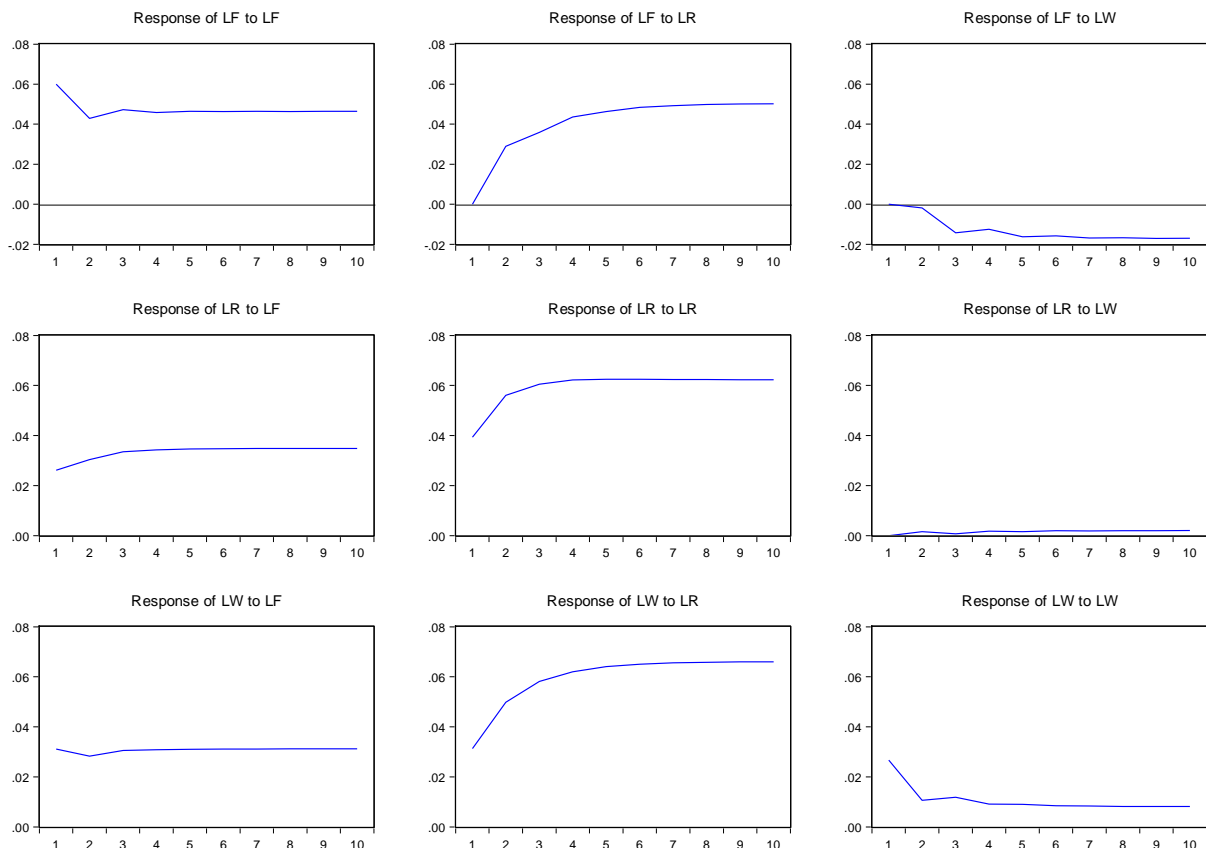 Response of LF to LF
.08
.06
.04
.02
.00
-.02
1 2 3 4 5 6 7 8 9 10
Response of LF to LR
.08
.06
.04
.02
.00
-.02
1 2 3 4 5 6 7 8 9 10
Response of LF to LW
.08
.06
.04
.02
.00
-.02
1 2 3 4 5 6 7 8 9 10
Response of LR to LF
.08
.06
.04
.02
.00
1 2 3 4 5 6 7 8 9 10
Response of LR to LR
.08
.06
.04
.02
.00
1 2 3 4 5 6 7 8 9 10
Response of LR to LW
.08
.06
.04
.02
.00
1 2 3 4 5 6 7 8 9 10
Response of LW to LF
.08
.06
.04
.02
.00
1 2 3 4 5 6 7 8 9 10
Response of LW to LR
.08
.06
.04
.02
.00
1 2 3 4 5 6 7 8 9 10
Response of LW to LW
.08
.06
.04
.02
.00
1 2 3 4 5 6 7 8 9 10